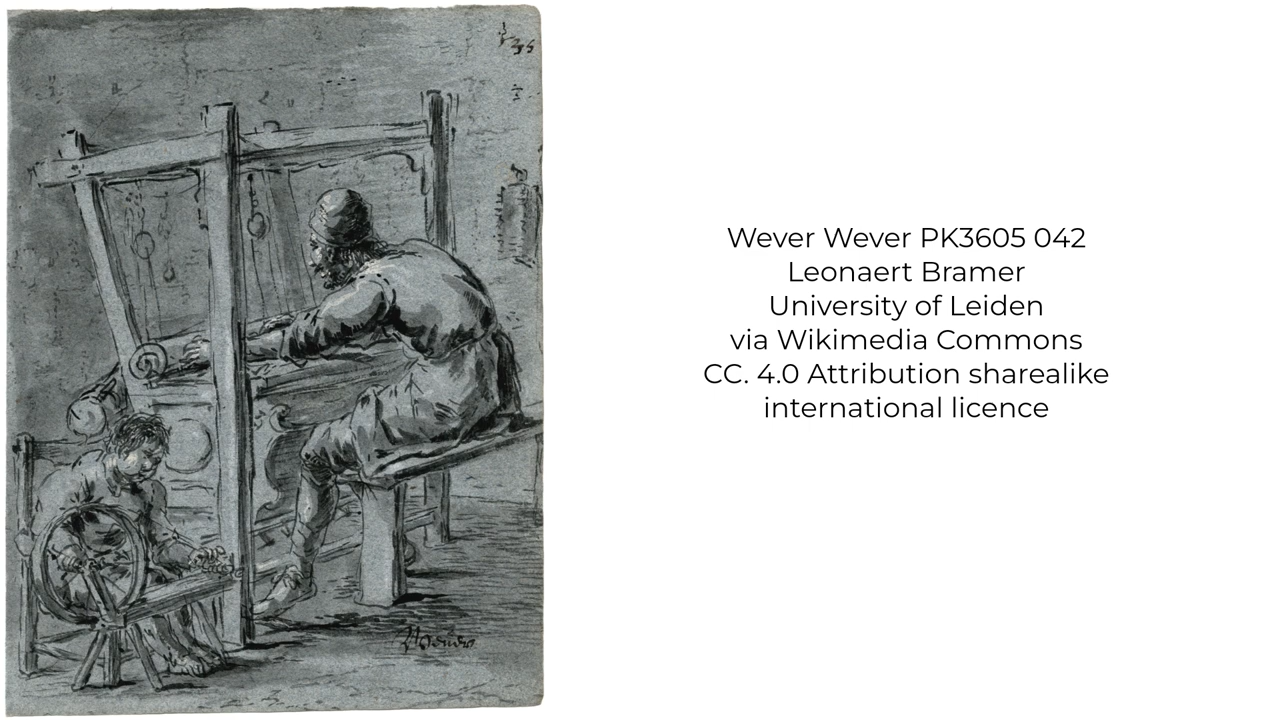 Wever Wever PK3605 042
Leonaert Bramer
University of Leiden
via Wikimedia Commons
CC. 4.0 Attribution sharealike
international licence